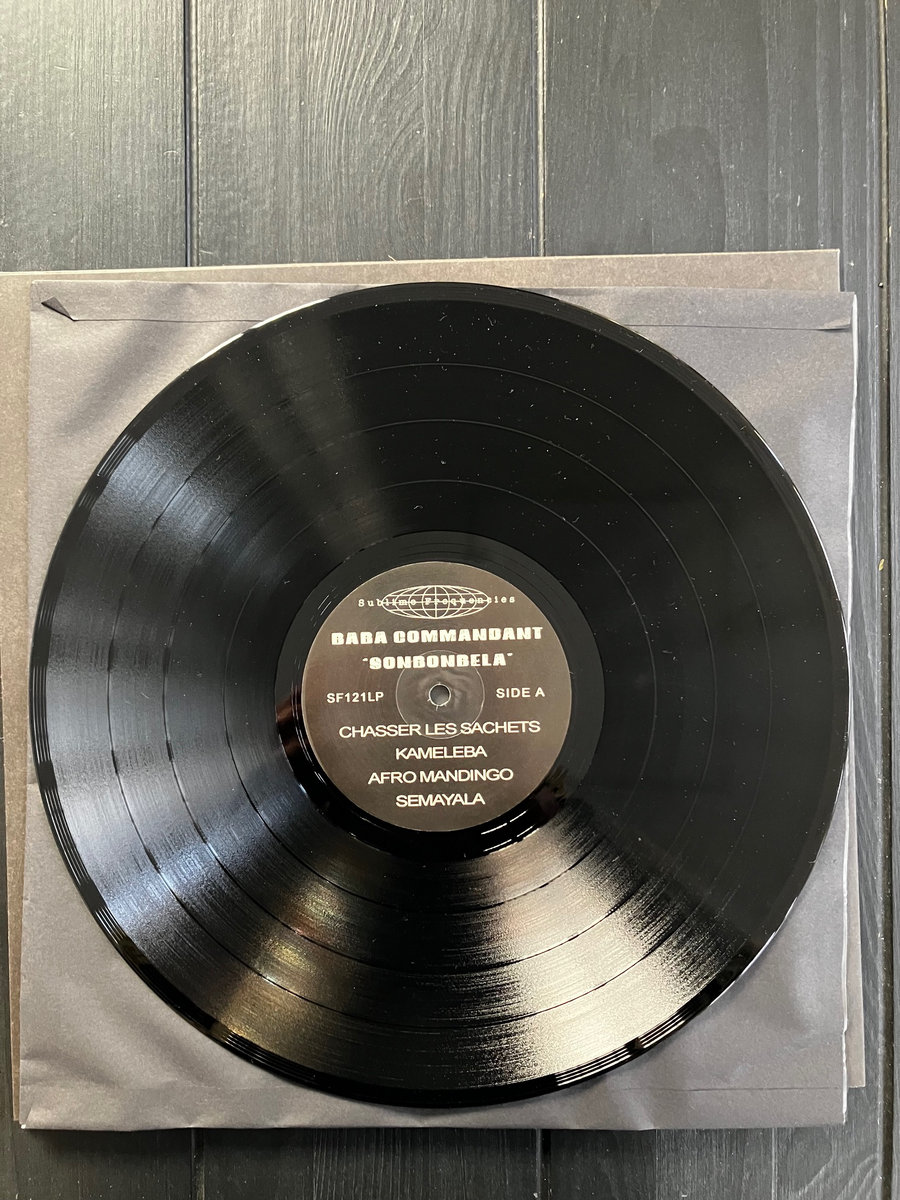 Sublime Frequencies
BABA COMMANDANT
"SONBONBELA"
SF121LP SIDE A
CHASSER LES SACHETS
KAMELEBA
AFRO MANDINGO
SEMAYALA